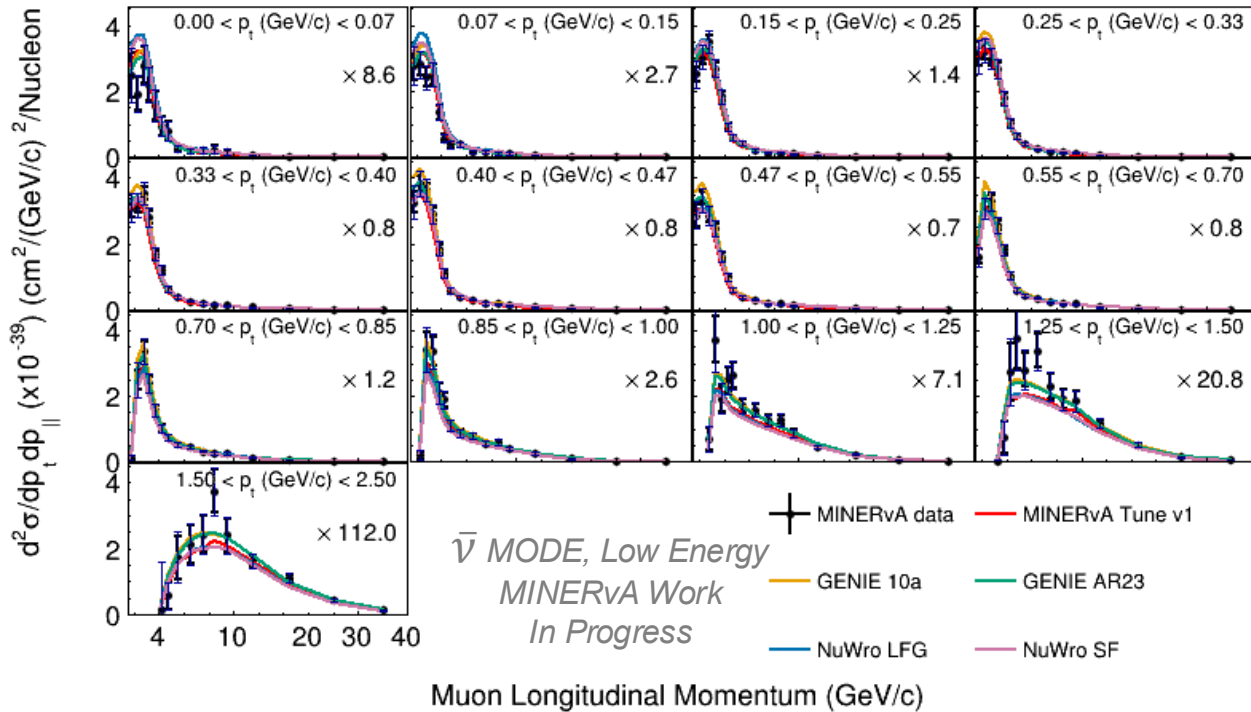 d²σ/dp_t dp_|| (x10⁻³⁹) (cm²/(GeV/c)²/Nucleon
0.00 < p_t (GeV/c) < 0.07
× 8.6
0.07 < p_t (GeV/c) < 0.15
× 2.7
0.15 < p_t (GeV/c) < 0.25
× 1.4
0.25 < p_t (GeV/c) < 0.33
4
2
0
0.33 < p_t (GeV/c) < 0.40
× 0.8
0.40 < p_t (GeV/c) < 0.47
× 0.8
0.47 < p_t (GeV/c) < 0.55
× 0.7
0.55 < p_t (GeV/c) < 0.70
× 0.8
4
2
0
0.70 < p_t (GeV/c) < 0.85
× 1.2
0.85 < p_t (GeV/c) < 1.00
× 2.6
1.00 < p_t (GeV/c) < 1.25
× 7.1
1.25 < p_t (GeV/c) < 1.50
× 20.8
4
2
0
1.50 < p_t (GeV/c) < 2.50
× 112.0
4
2
0
4 10 20 30 40
ν̄ MODE, Low Energy
MINERvA Work
In Progress
MINERvA data
MINERvA Tune v1
GENIE 10a
GENIE AR23
NuWro LFG
NuWro SF
Muon Longitudinal Momentum (GeV/c)